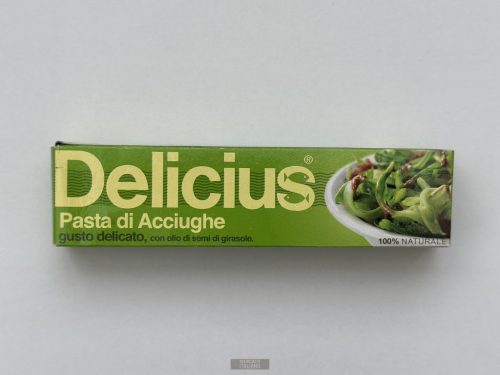 Delicius®
Pasta di Acciughe
gusto delicato, con olio di semi di girasole.
100% NATURALE